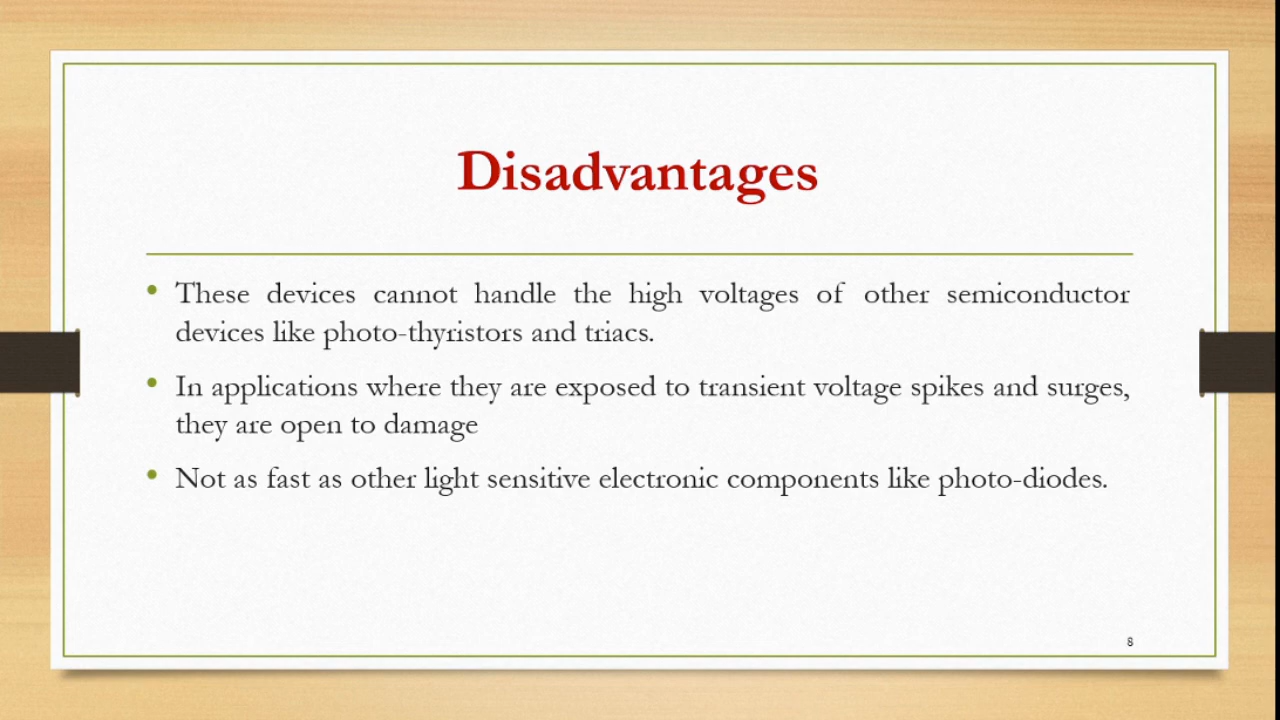 Disadvantages
• These devices cannot handle the high voltages of other semiconductor
devices like photo-thyristors and triacs.
• In applications where they are exposed to transient voltage spikes and surges,
they are open to damage
• Not as fast as other light sensitive electronic components like photo-diodes.
8